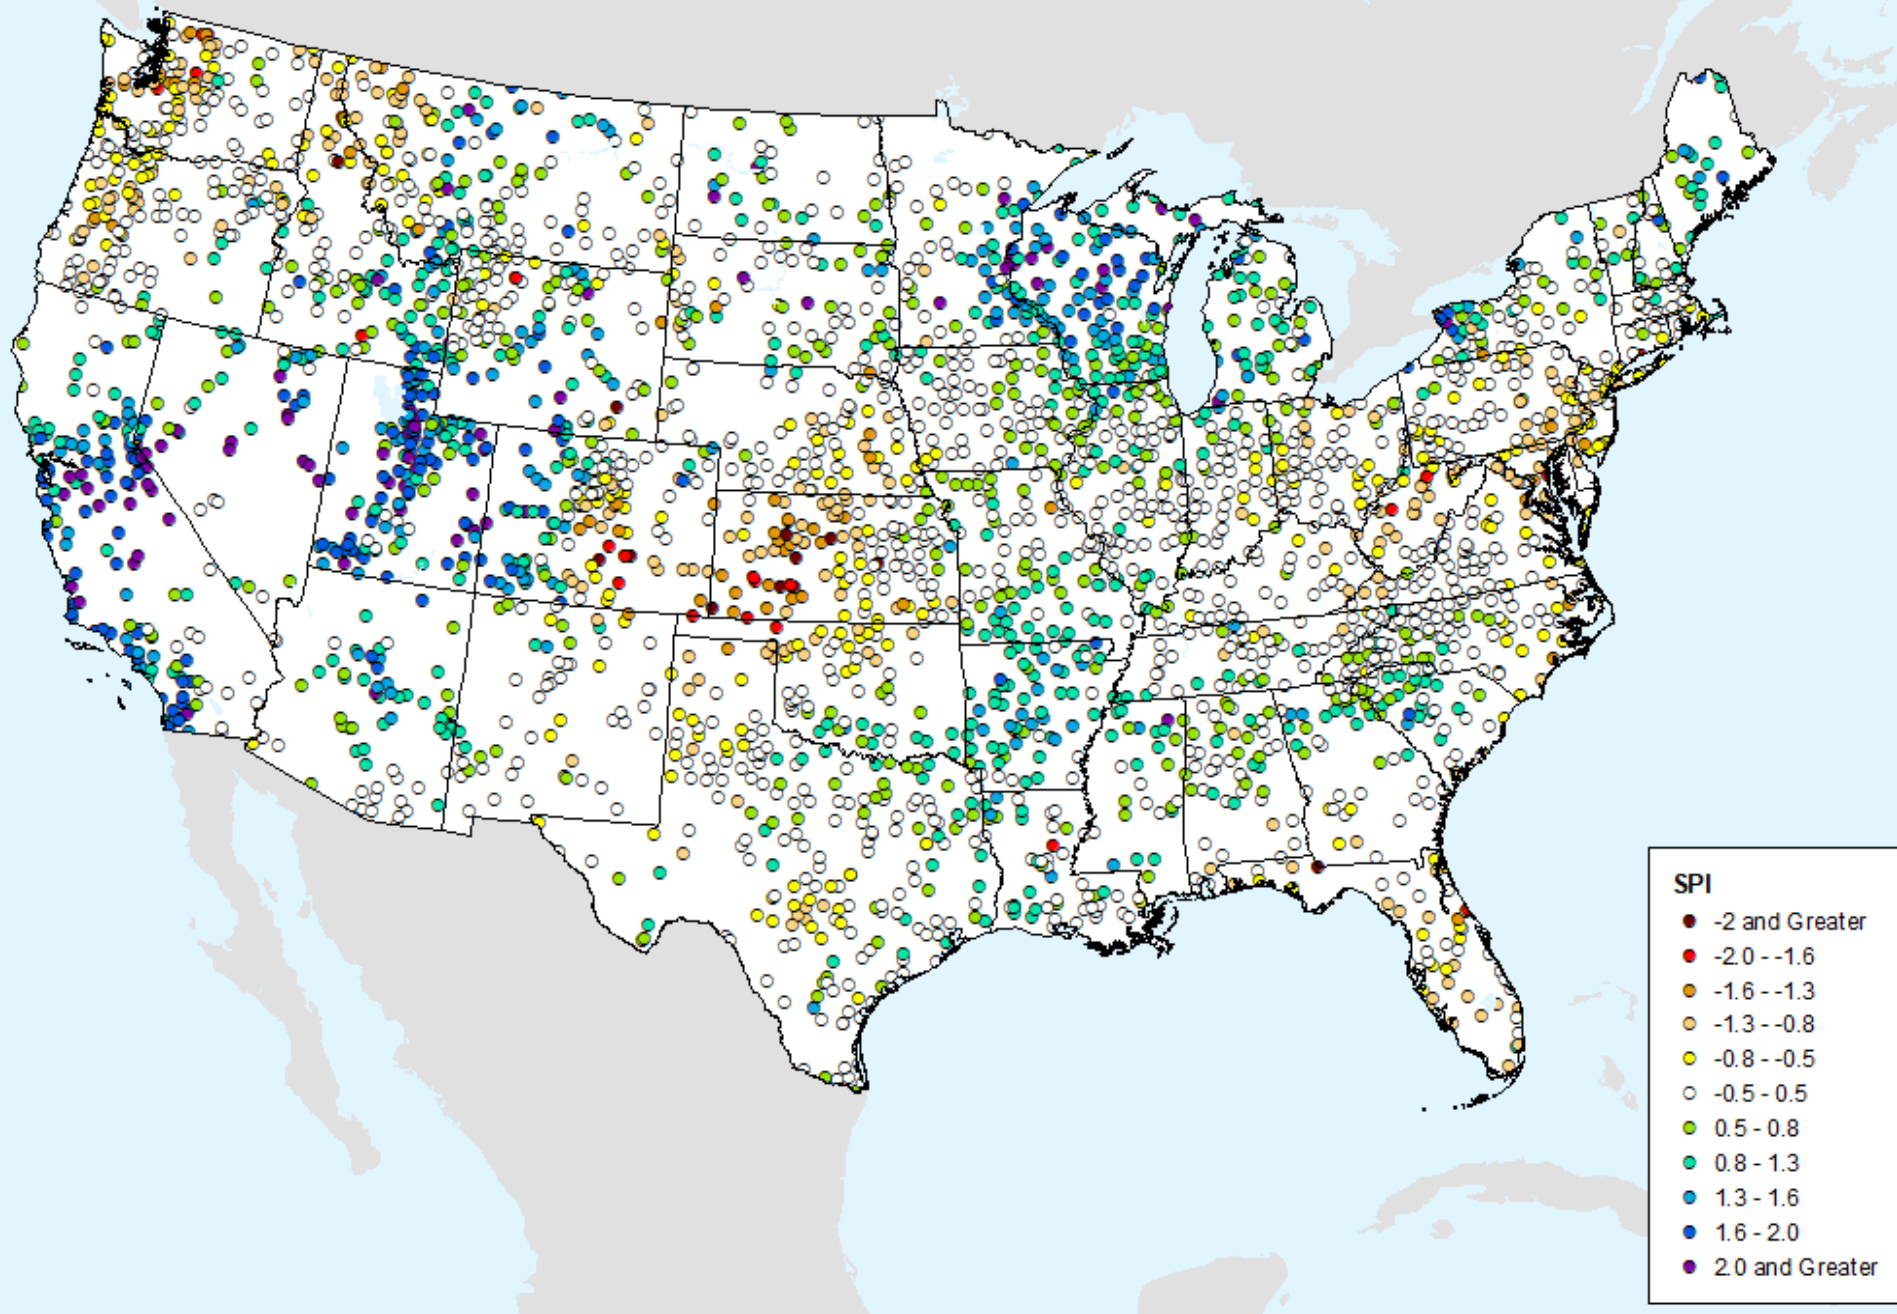 SPI
-2 and Greater
-2.0 - -1.6
-1.6 - -1.3
-1.3 - -0.8
-0.8 - -0.5
-0.5 - 0.5
0.5 - 0.8
0.8 - 1.3
1.3 - 1.6
1.6 - 2.0
2.0 and Greater